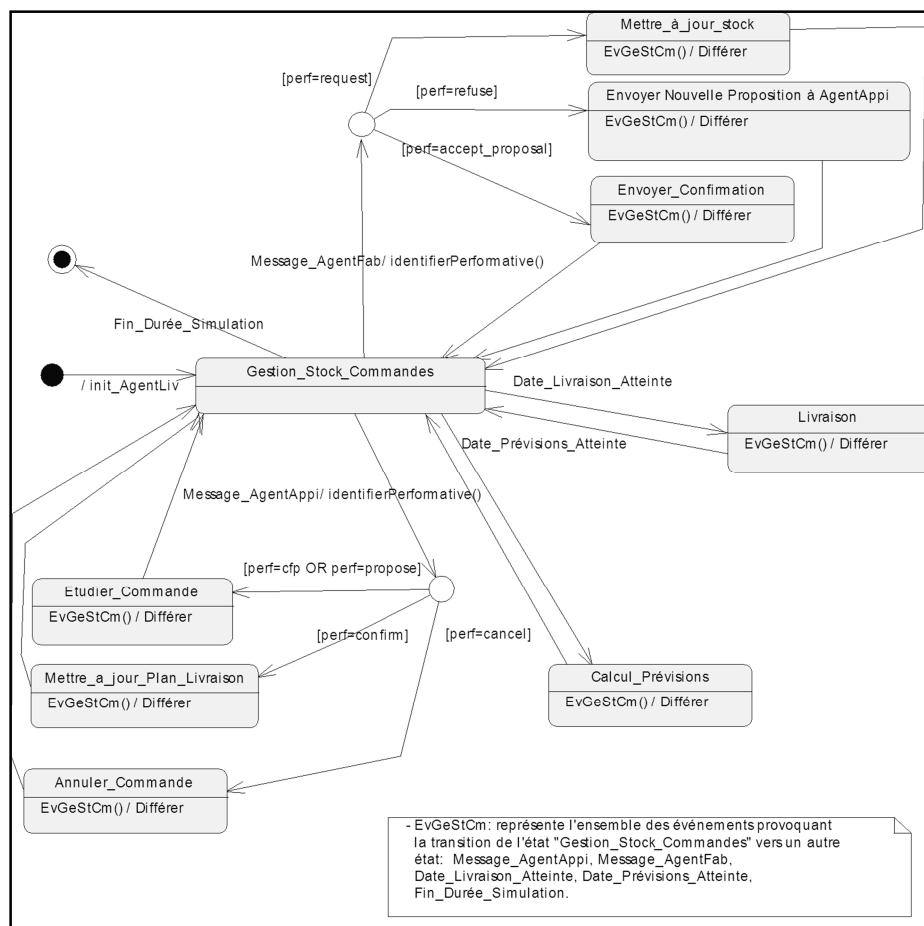 Mettre_à_jour_stock
EvGeStCm() / Différer
[perf=request]
[perf=refuse]
Envoyer Nouvelle Proposition à AgentAppi
EvGeStCm() / Différer
[perf=accept_proposal]
Envoyer_Confirmation
EvGeStCm() / Différer
Message_AgentFab/ identifierPerformative()
Fin_Durée_Simulation
Gestion_Stock_Commandes
/ init_AgentLiv
Date_Livraison_Atteinte
Livraison
EvGeStCm() / Différer
Date_Prévisions_Atteinte
Message_AgentAppi/ identifierPerformative()
[perf=cfp OR perf=propose]
Etudier_Commande
EvGeStCm() / Différer
[perf=confirm]
[perf=cancel]
Mettre_a_jour_Plan_Livraison
EvGeStCm() / Différer
Calcul_Prévisions
EvGeStCm() / Différer
Annuler_Commande
EvGeStCm() / Différer
- EvGeStCm: représente l'ensemble des événements provoquant
la transition de l'état "Gestion_Stock_Commandes" vers un autre
état: Message_AgentAppi, Message_AgentFab,
Date_Livraison_Atteinte, Date_Prévisions_Atteinte,
Fin_Durée_Simulation.